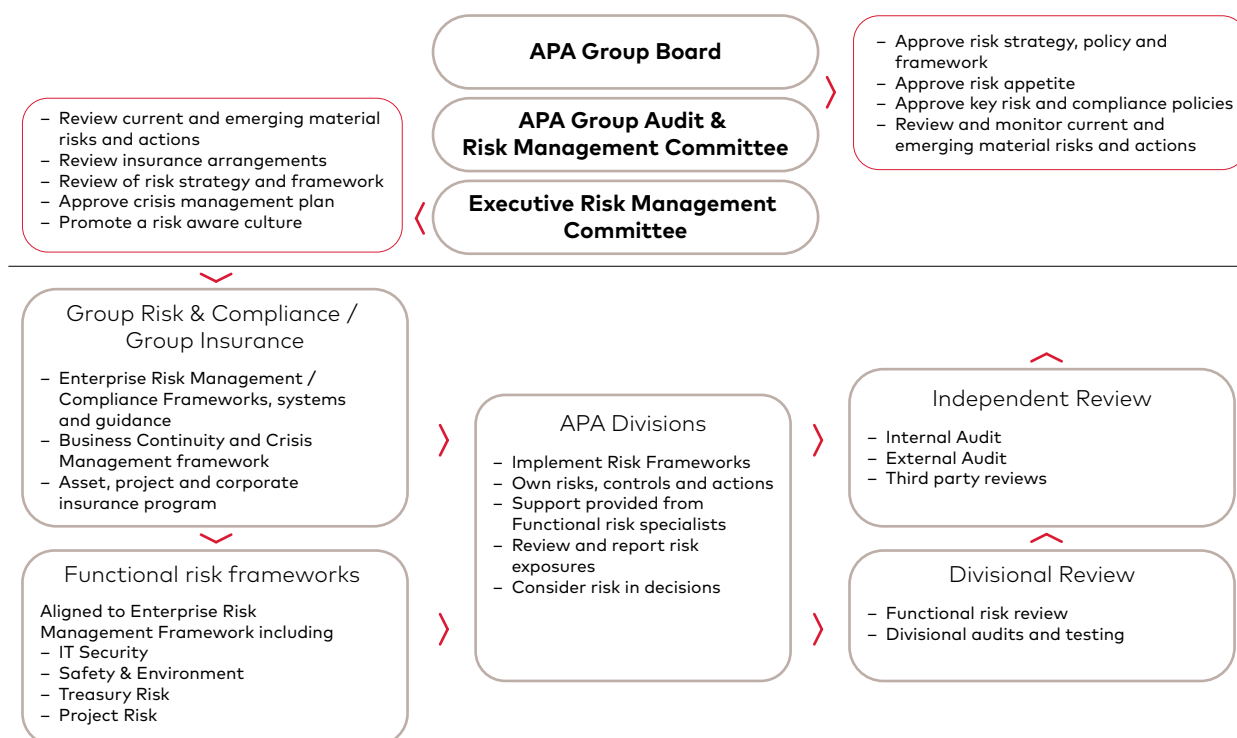 APA Group Board
APA Group Audit &
Risk Management Committee
Executive Risk Management
Committee
– Approve risk strategy, policy and
framework
– Approve risk appetite
– Approve key risk and compliance policies
– Review and monitor current and
emerging material risks and actions
– Review current and emerging material
risks and actions
– Review insurance arrangements
– Review of risk strategy and framework
– Approve crisis management plan
– Promote a risk aware culture
Group Risk & Compliance /
Group Insurance
– Enterprise Risk Management /
Compliance Frameworks, systems
and guidance
– Business Continuity and Crisis
Management framework
– Asset, project and corporate
insurance program
Functional risk frameworks
Aligned to Enterprise Risk
Management Framework including
– IT Security
– Safety & Environment
– Treasury Risk
– Project Risk
APA Divisions
– Implement Risk Frameworks
– Own risks, controls and actions
– Support provided from
Functional risk specialists
– Review and report risk
exposures
– Consider risk in decisions
Independent Review
– Internal Audit
– External Audit
– Third party reviews
Divisional Review
– Functional risk review
– Divisional audits and testing